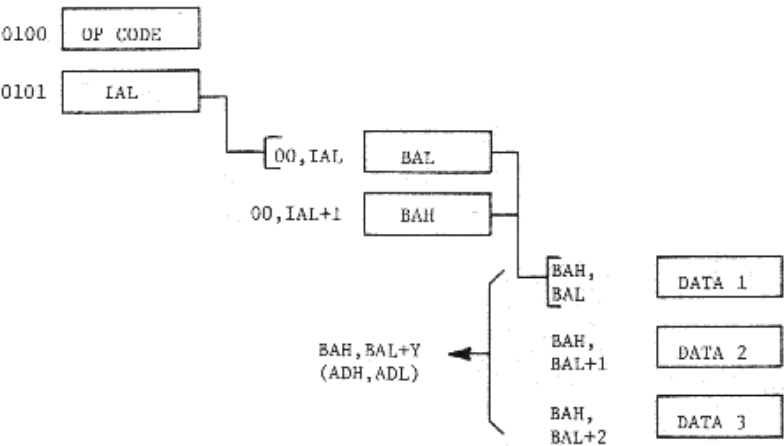 0100 OP CODE
0101 IAL
00,IAL BAL
00,IAL+1 BAH
BAH,
BAL
DATA 1
BAH,BAL+Y
(ADH,ADL)
BAH,
BAL+1
DATA 2
BAH,
BAL+2
DATA 3